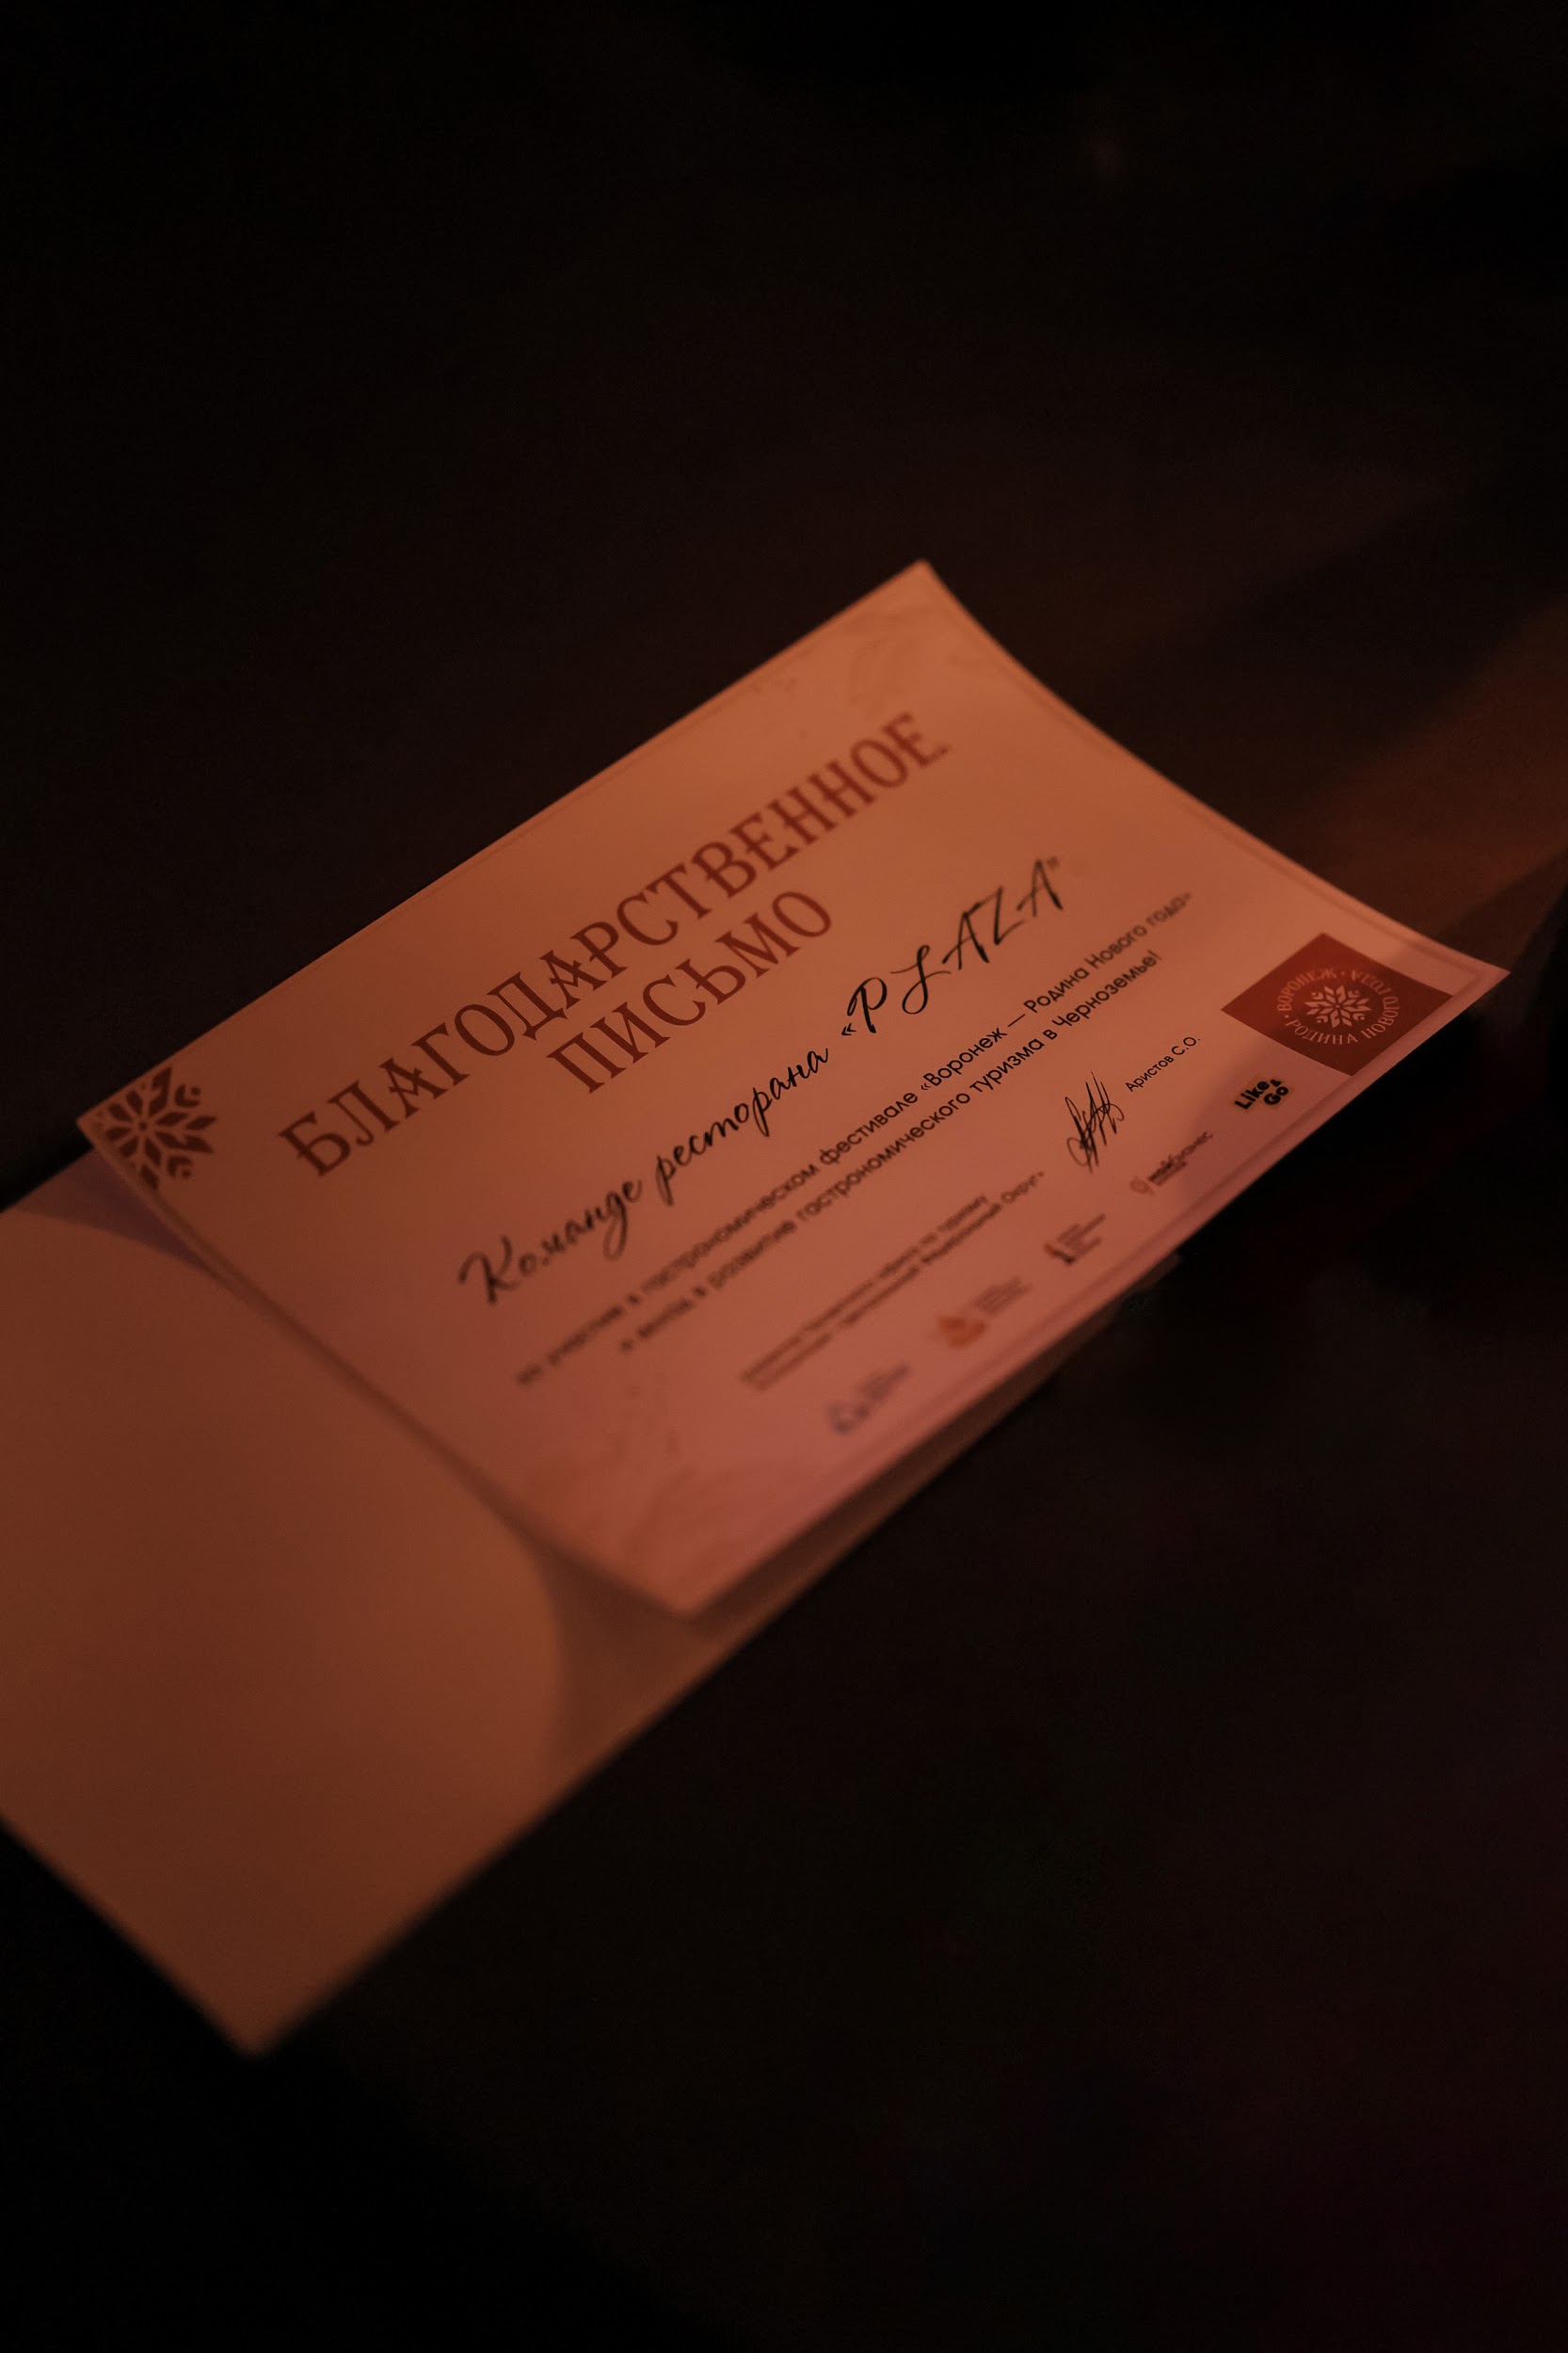 БЛАГОДАРСТВЕННОЕ
ПИСЬМО
Команде ресторана «PLAZA"
за участие в гастрономическом фестивале «Воронеж — Родина Нового года»
и вклад в развитие гастрономического туризма в Черноземье!
Аристов С.О.
ВОРОНЕЖ • РОДИНА НОВОГО ГОДА •
мойбизнес
Like&
Go